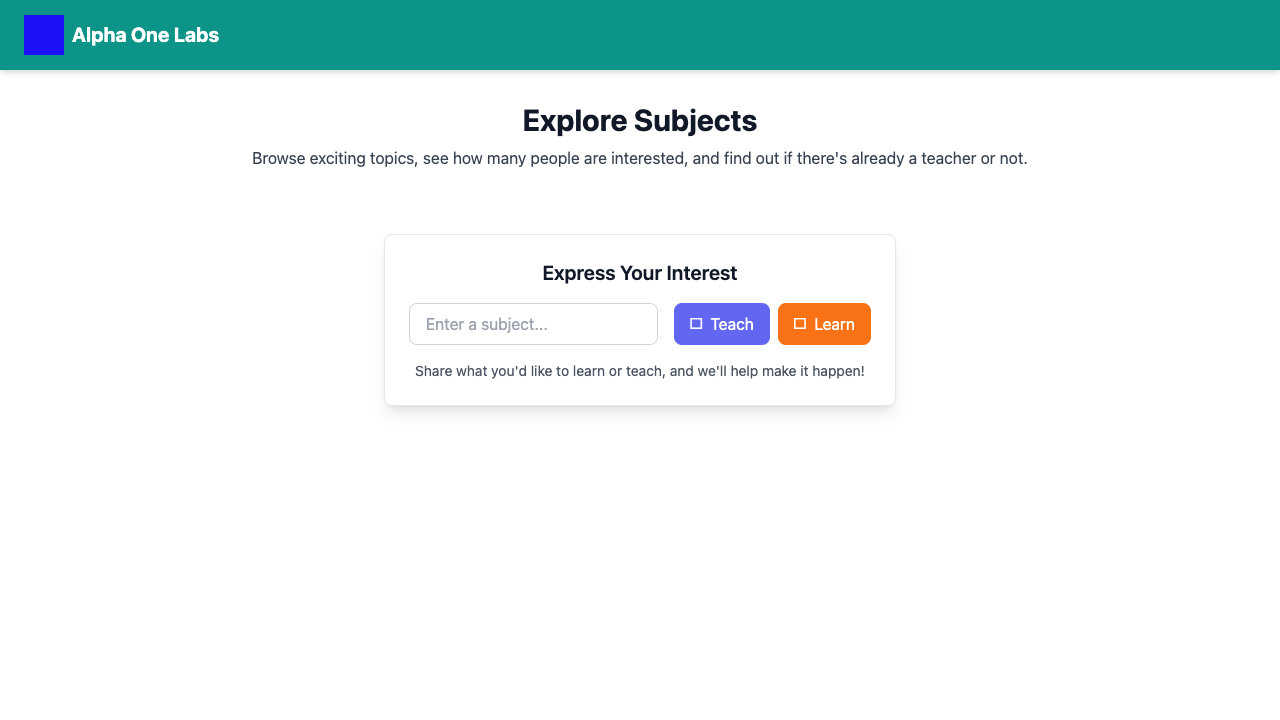 Alpha One Labs
Explore Subjects
Browse exciting topics, see how many people are interested, and find out if there's already a teacher or not.
Express Your Interest
Enter a subject...
Teach
Learn
Share what you'd like to learn or teach, and we'll help make it happen!